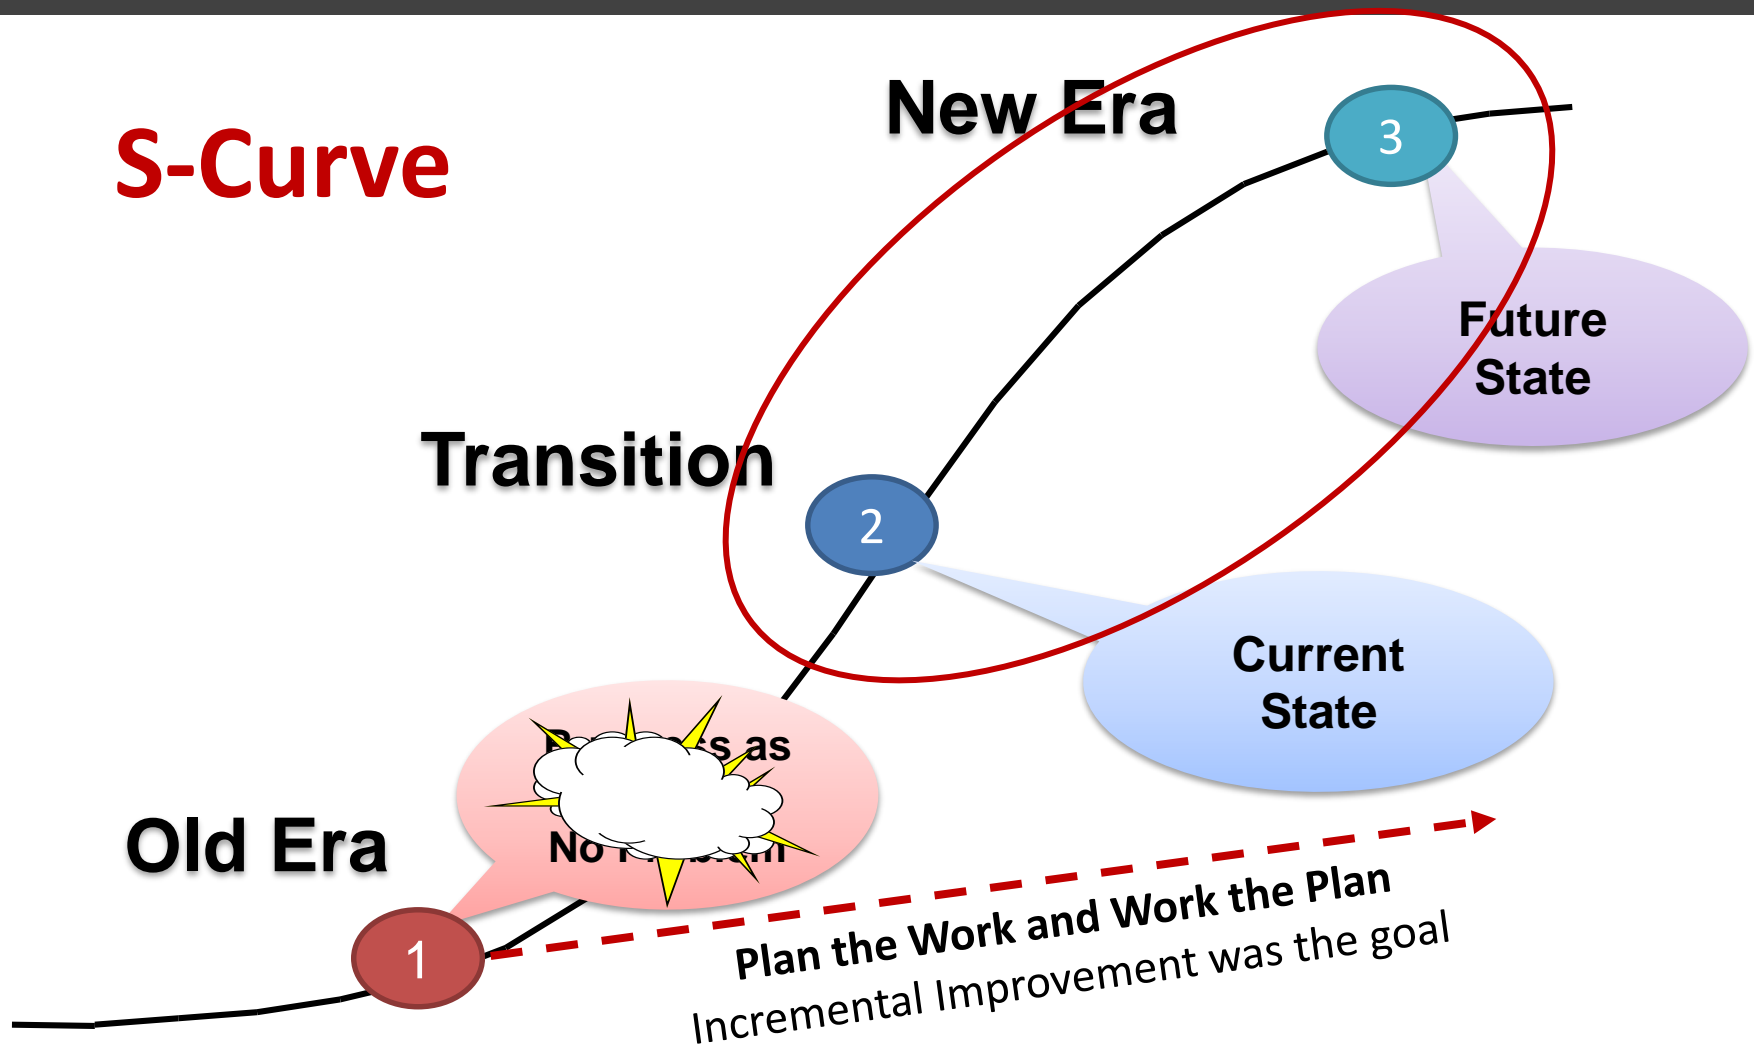 S-Curve
New Era
3
Future
State
Transition
2
Current
State
as
No Problem
Old Era
1
Plan the Work and Work the Plan
Incremental Improvement was the goal